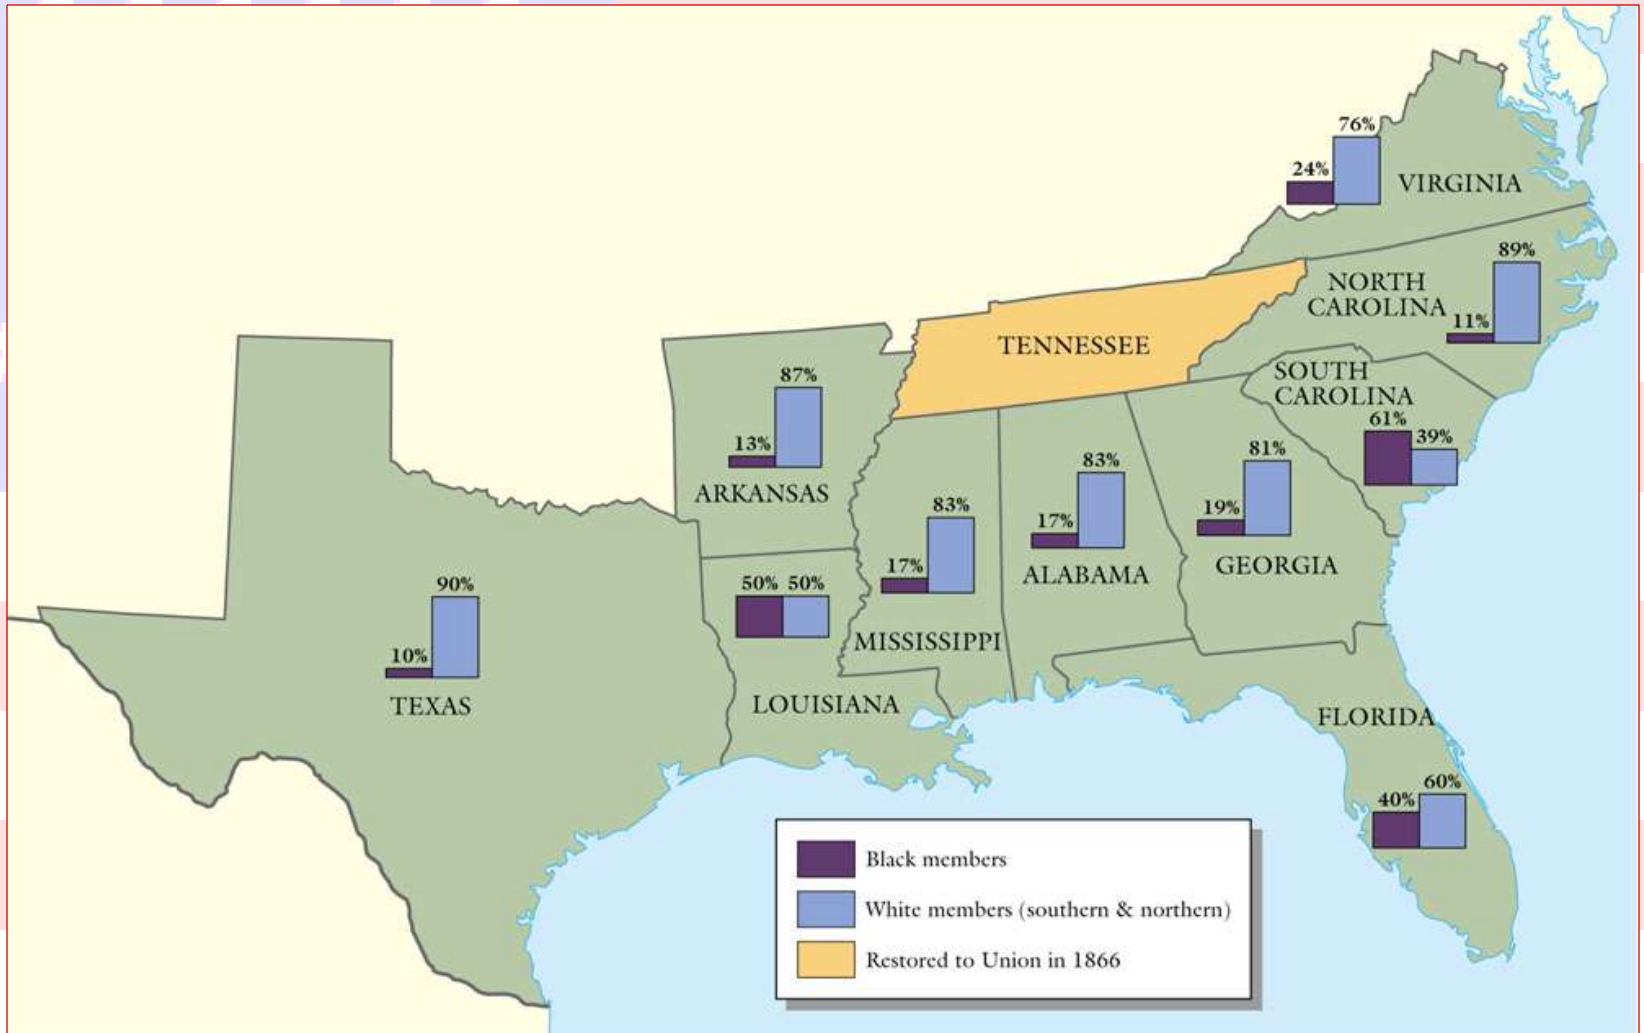 76%
24%
VIRGINIA
89%
NORTH
CAROLINA
11%
TENNESSEE
SOUTH
CAROLINA
61%
39%
87%
13%
ARKANSAS
83%
17%
MISSISSIPPI
83%
17%
ALABAMA
81%
19%
GEORGIA
90%
10%
TEXAS
50% 50%
LOUISIANA
FLORIDA
60%
40%
Black members
White members (southern & northern)
Restored to Union in 1866